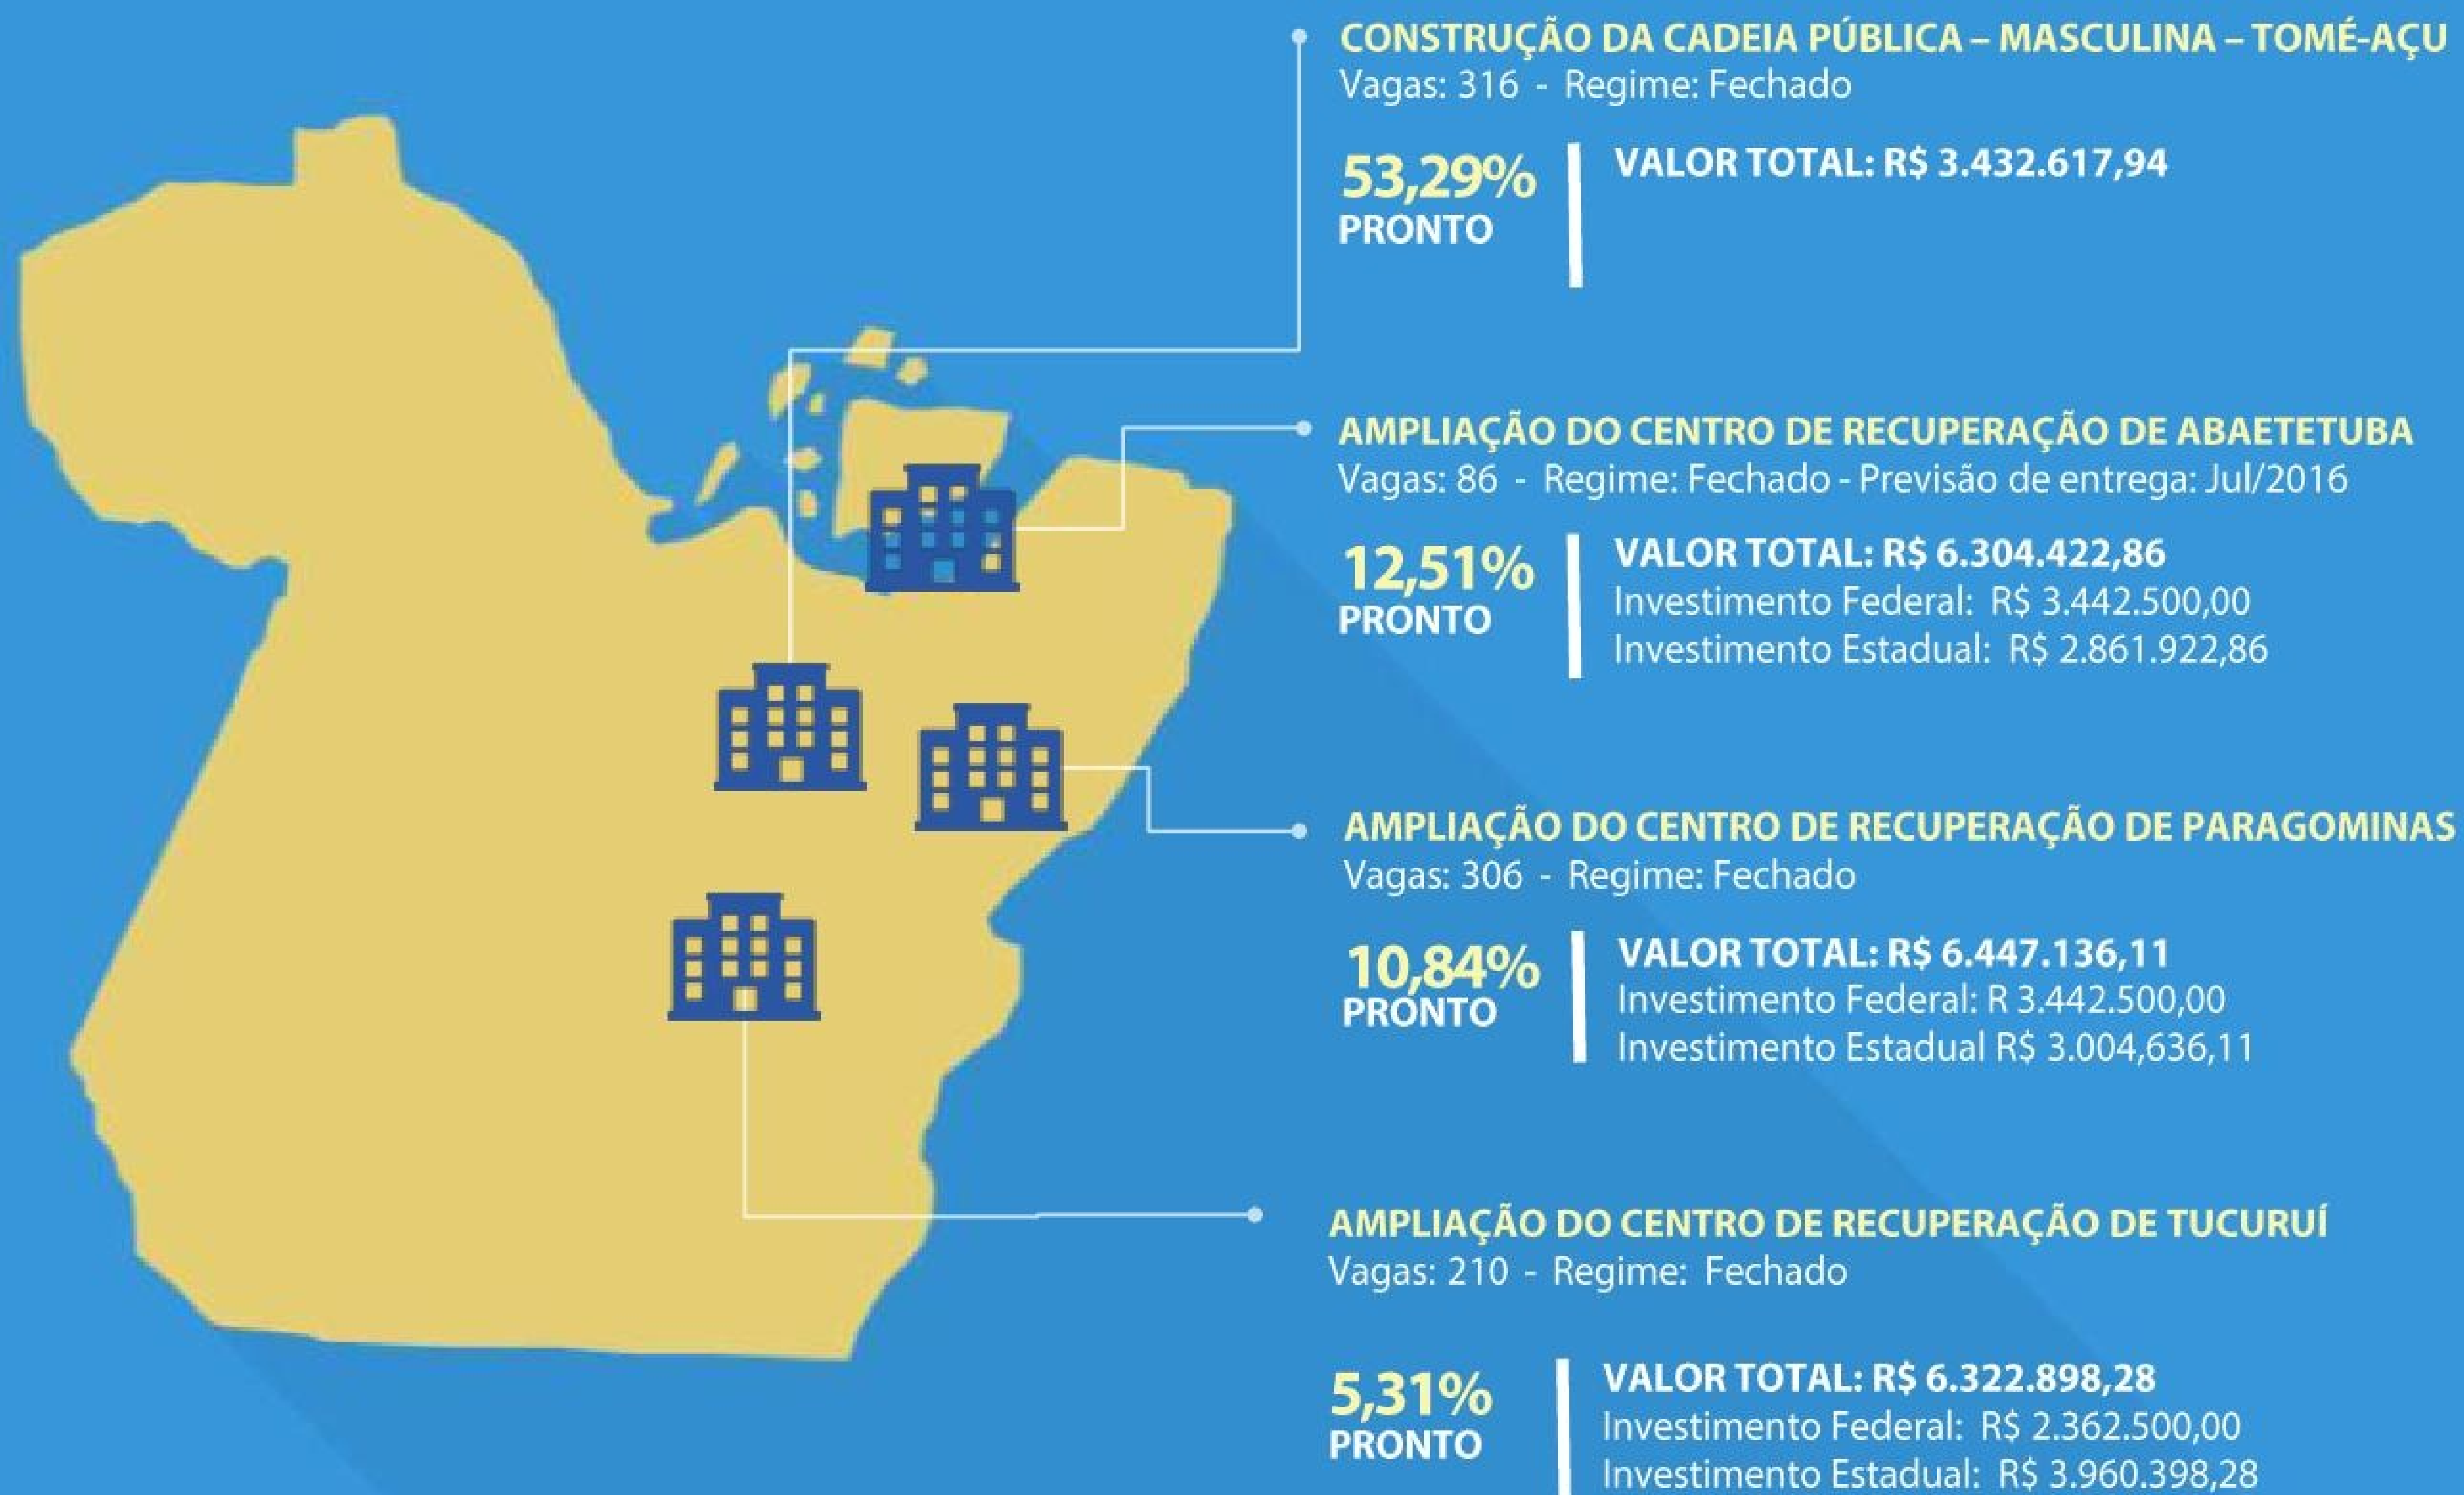 CONSTRUÇÃO DA CADEIA PÚBLICA – MASCULINA – TOMÉ-AÇU
Vagas: 316 - Regime: Fechado
53,29%
PRONTO
VALOR TOTAL: R$ 3.432.617,94
AMPLIAÇÃO DO CENTRO DE RECUPERAÇÃO DE ABAETETUBA
Vagas: 86 - Regime: Fechado - Previsão de entrega: Jul/2016
12,51%
PRONTO
VALOR TOTAL: R$ 6.304.422,86
Investimento Federal: R$ 3.442.500,00
Investimento Estadual: R$ 2.861.922,86
AMPLIAÇÃO DO CENTRO DE RECUPERAÇÃO DE PARAGOMINAS
Vagas: 306 - Regime: Fechado
10,84%
PRONTO
VALOR TOTAL: R$ 6.447.136,11
Investimento Federal: R 3.442.500,00
Investimento Estadual R$ 3.004,636,11
AMPLIAÇÃO DO CENTRO DE RECUPERAÇÃO DE TUCURUÍ
Vagas: 210 - Regime: Fechado
5,31%
PRONTO
VALOR TOTAL: R$ 6.322.898,28
Investimento Federal: R$ 2.362.500,00
Investimento Estadual: R$ 3.960.398,28